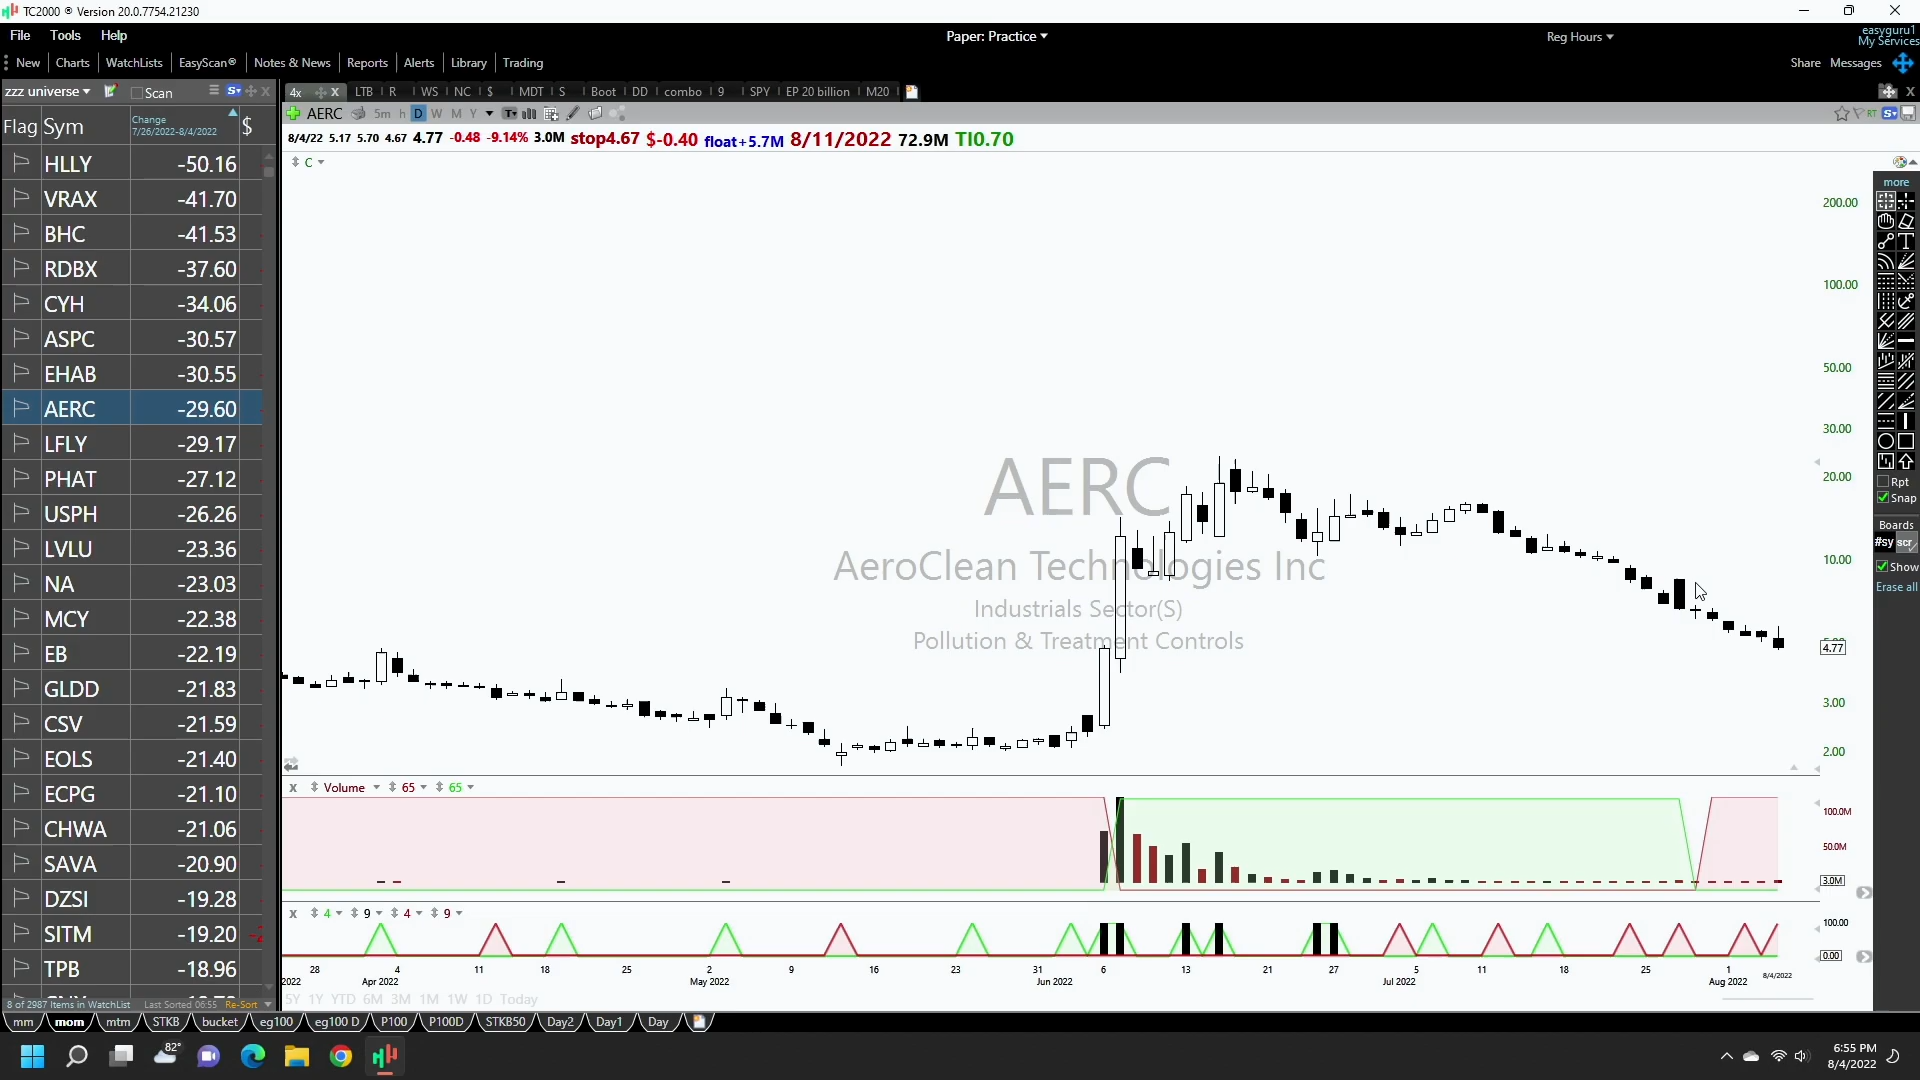 TC2000 ® Version 20.0.7754.21230
File Tools Help
Paper: Practice
Reg Hours
easyguru1
My Services
New Charts WatchLists EasyScan® Notes & News Reports Alerts Library Trading
Share Messages
zzz universe Scan
4x LTB R WS NC $ MDT S Boot DD combo 9 SPY EP 20 billion M20
AERC 5m h D W M Y
RT
Flag Sym Change 7/26/2022-8/4/2022 $
8/4/22 5.17 5.70 4.67 4.77 -0.48 -9.14% 3.0M stop4.67 $-0.40 float+5.7M 8/11/2022 72.9M TI0.70
C
HLLY -50.16
VRAX -41.70
BHC -41.53
RDBX -37.60
CYH -34.06
ASPC -30.57
EHAB -30.55
AERC -29.60
LFLY -29.17
PHAT -27.12
USPH -26.26
LVLU -23.36
NA -23.03
MCY -22.38
EB -22.19
GLDD -21.83
CSV -21.59
EOLS -21.40
ECPG -21.10
CHWA -21.06
SAVA -20.90
DZSI -19.28
SITM -19.20
TPB -18.96
8 of 2987 Items in WatchList Last Sorted 06:55 Re-Sort
AERC
AeroClean Technologies Inc
Industrials Sector(S)
Pollution & Treatment Controls
200.00
100.00
50.00
30.00
20.00
10.00
4.77
3.00
2.00
more
Rpt
Snap
Boards
#sy scr
Show
Erase all
x Volume 65 65
100.0M
50.0M
3.0M
x 4 9 4 9
100.00
0.00
28 4 11 18 25 2 9 16 23 31 6 13 21 27 5 11 18 25 1 8/4/2022
2022 Apr 2022 May 2022 Jun 2022 Jul 2022 Aug 2022
5Y 1Y YTD 6M 3M 1M 1W 1D Today
mm mom mtm STKB bucket eg100 eg100 D P100 P100D STKB50 Day2 Day1 Day
82°
6:55 PM
8/4/2022